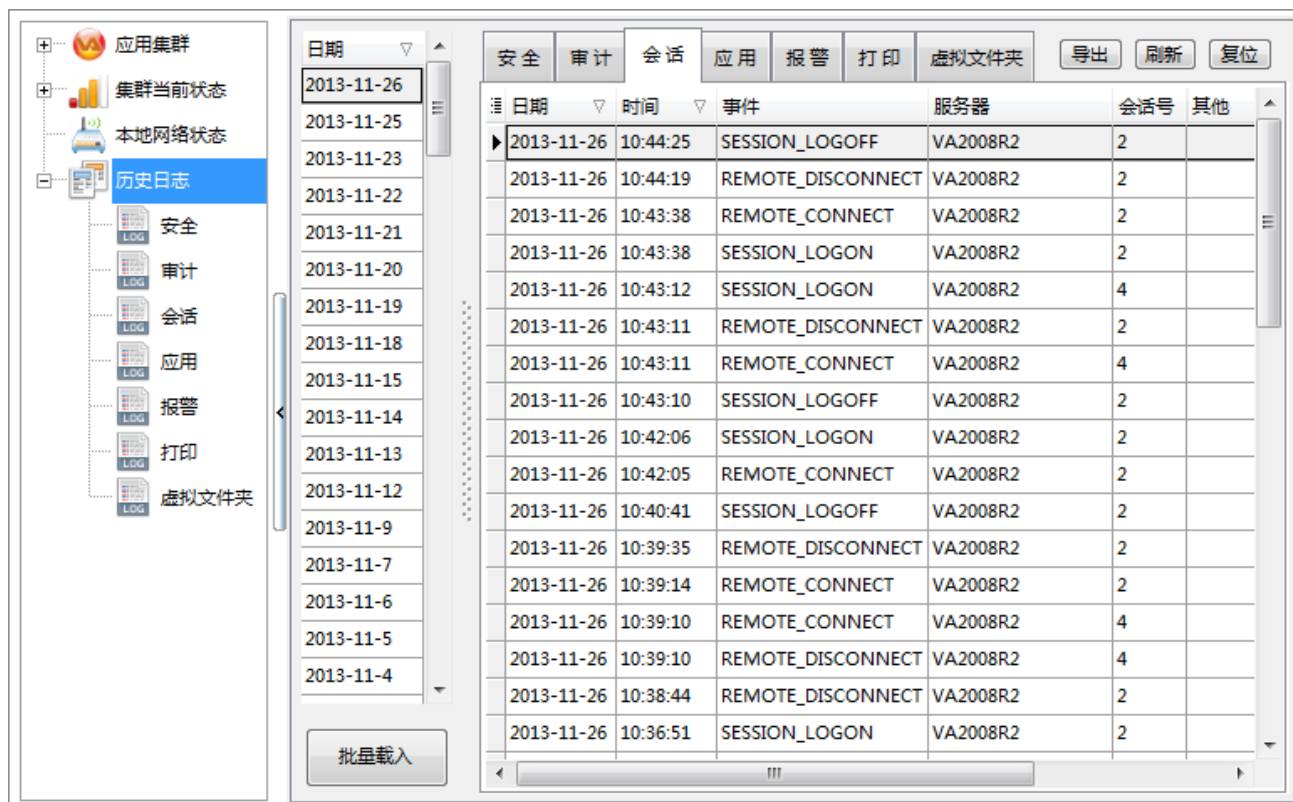 应用集群
集群当前状态
本地网络状态
历史日志
LOG 安全
LOG 审计
LOG 会话
LOG 应用
LOG 报警
LOG 打印
LOG 虚拟文件夹
日期
2013-11-26
2013-11-25
2013-11-23
2013-11-22
2013-11-21
2013-11-20
2013-11-19
2013-11-18
2013-11-15
2013-11-14
2013-11-13
2013-11-12
2013-11-9
2013-11-7
2013-11-6
2013-11-5
2013-11-4
批量载入
安全 审计 会话 应用 报警 打印 虚拟文件夹 导出 刷新 复位
日期 时间 事件 服务器 会话号 其他
2013-11-26 10:44:25 SESSION_LOGOFF VA2008R2 2
2013-11-26 10:44:19 REMOTE_DISCONNECT VA2008R2 2
2013-11-26 10:43:38 REMOTE_CONNECT VA2008R2 2
2013-11-26 10:43:38 SESSION_LOGON VA2008R2 2
2013-11-26 10:43:12 SESSION_LOGON VA2008R2 4
2013-11-26 10:43:11 REMOTE_DISCONNECT VA2008R2 2
2013-11-26 10:43:11 REMOTE_CONNECT VA2008R2 4
2013-11-26 10:43:10 SESSION_LOGOFF VA2008R2 2
2013-11-26 10:42:06 SESSION_LOGON VA2008R2 2
2013-11-26 10:42:05 REMOTE_CONNECT VA2008R2 2
2013-11-26 10:40:41 SESSION_LOGOFF VA2008R2 2
2013-11-26 10:39:35 REMOTE_DISCONNECT VA2008R2 2
2013-11-26 10:39:14 REMOTE_CONNECT VA2008R2 2
2013-11-26 10:39:10 REMOTE_CONNECT VA2008R2 4
2013-11-26 10:39:10 REMOTE_DISCONNECT VA2008R2 4
2013-11-26 10:38:44 REMOTE_DISCONNECT VA2008R2 2
2013-11-26 10:36:51 SESSION_LOGON VA2008R2 2